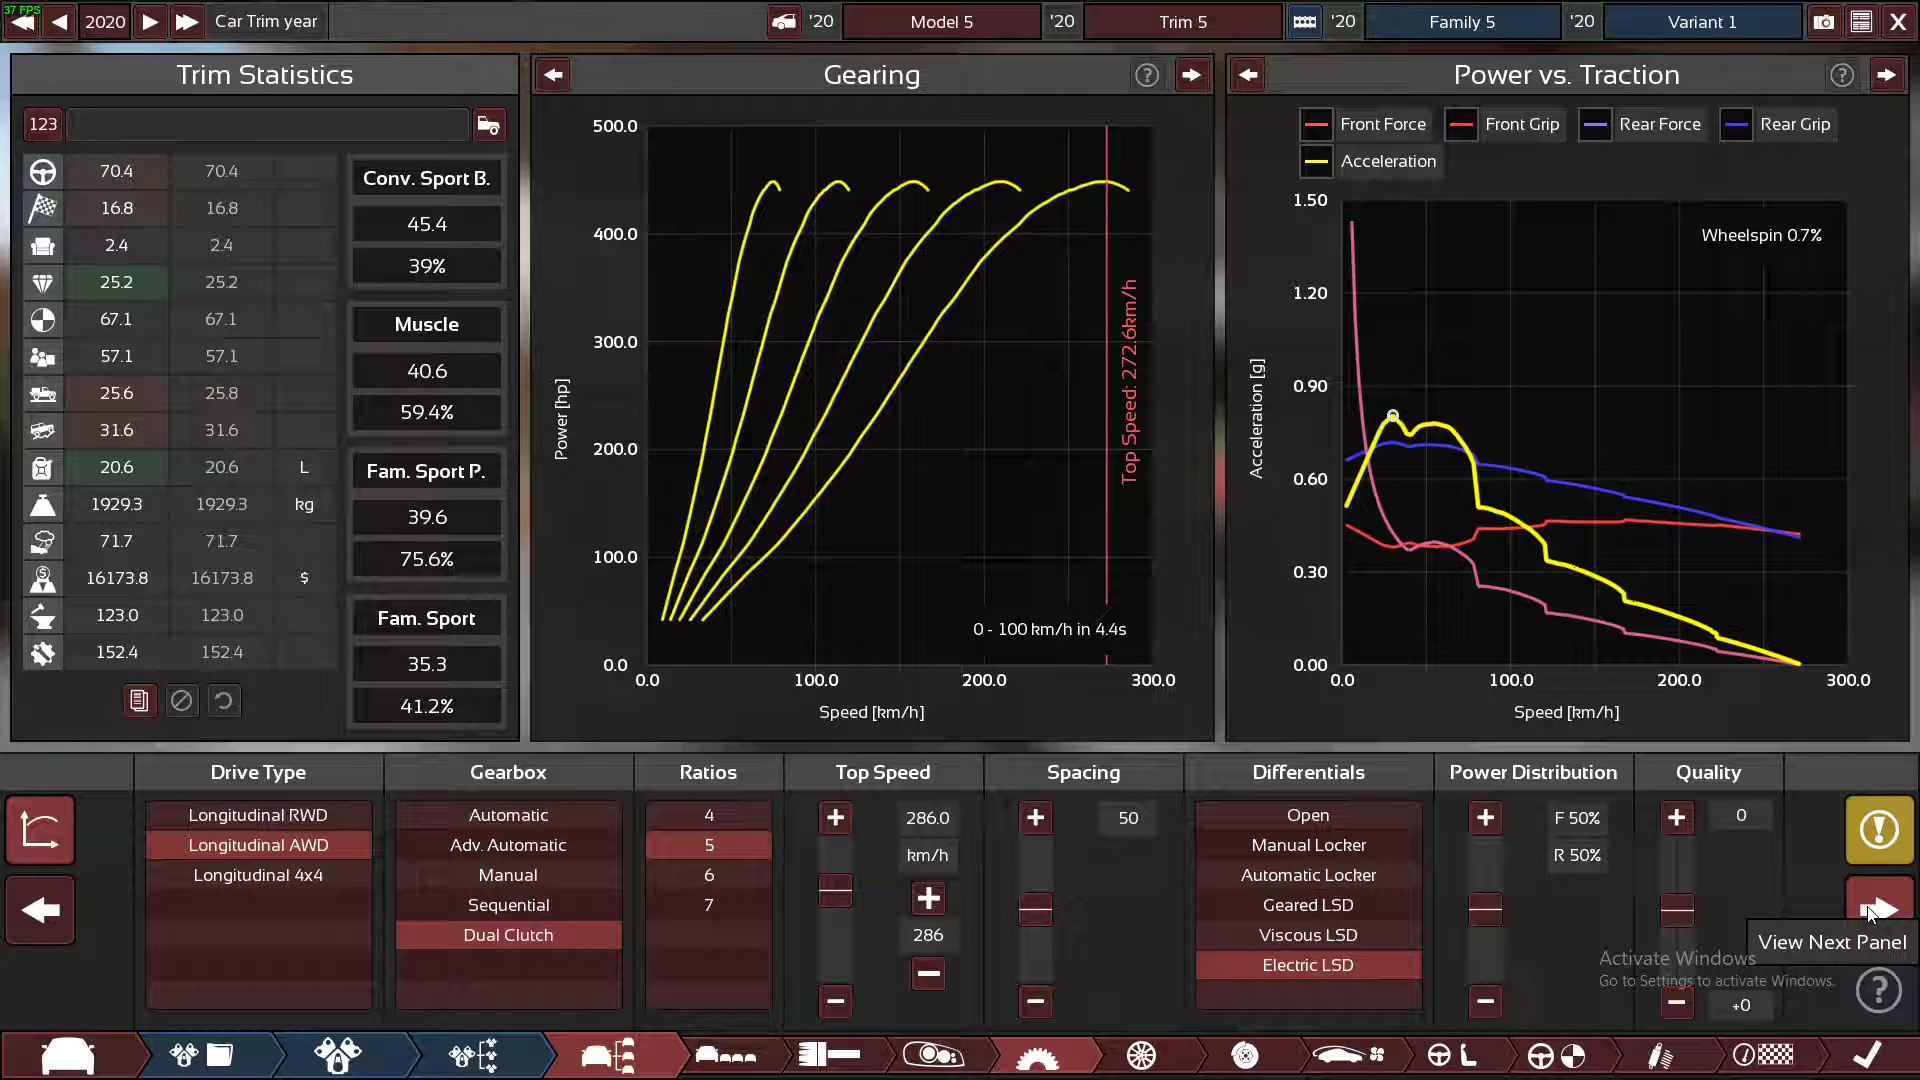 37 FPS
2020
Car Trim year
'20
Model 5
'20
Trim 5
'20
Family 5
'20
Variant 1
Trim Statistics
123
70.4 70.4
16.8 16.8
2.4 2.4
25.2 25.2
67.1 67.1
57.1 57.1
25.6 25.8
31.6 31.6
20.6 20.6 L
1929.3 1929.3 kg
71.7 71.7
16173.8 16173.8 $
123.0 123.0
152.4 152.4
Conv. Sport B.
45.4
39%
Muscle
40.6
59.4%
Fam. Sport P.
39.6
75.6%
Fam. Sport
35.3
41.2%
Gearing
?
500.0
400.0
300.0
200.0
100.0
0.0
Power [hp]
Top Speed: 272.6km/h
0 - 100 km/h in 4.4s
0.0 100.0 200.0 300.0
Speed [km/h]
Power vs. Traction
?
Front Force
Front Grip
Rear Force
Rear Grip
Acceleration
1.50
1.20
0.90
0.60
0.30
0.00
Acceleration [g]
Wheelspin 0.7%
0.0 100.0 200.0 300.0
Speed [km/h]
Drive Type
Longitudinal RWD
Longitudinal AWD
Longitudinal 4x4
Gearbox
Automatic
Adv. Automatic
Manual
Sequential
Dual Clutch
Ratios
4
5
6
7
Top Speed
286.0
km/h
286
Spacing
50
Differentials
Open
Manual Locker
Automatic Locker
Geared LSD
Viscous LSD
Electric LSD
Power Distribution
F 50%
R 50%
Quality
0
+0
View Next Panel
Activate Windows
Go to Settings to activate Windows.
?